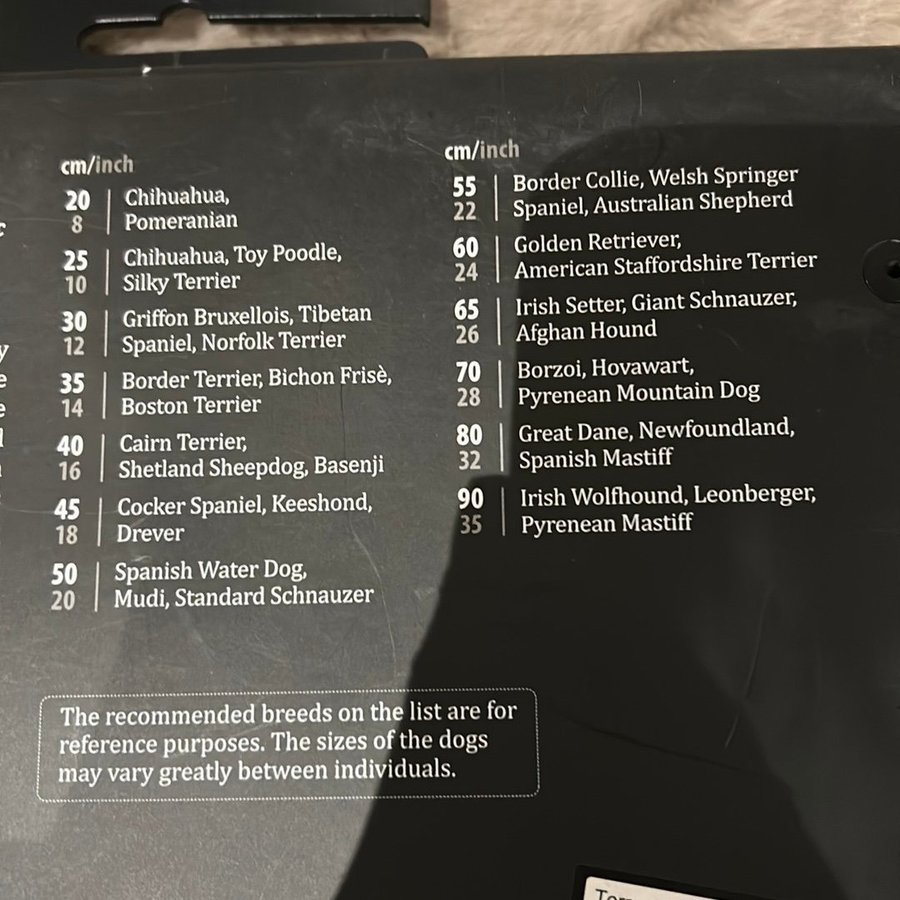 cm/inch
20 Chihuahua,
8 Pomeranian
25 Chihuahua, Toy Poodle,
10 Silky Terrier
30 Griffon Bruxellois, Tibetan
12 Spaniel, Norfolk Terrier
35 Border Terrier, Bichon Frisè,
14 Boston Terrier
40 Cairn Terrier,
16 Shetland Sheepdog, Basenji
45 Cocker Spaniel, Keeshond,
18 Drever
50 Spanish Water Dog,
20 Mudi, Standard Schnauzer
cm/inch
55 Border Collie, Welsh Springer
22 Spaniel, Australian Shepherd
60 Golden Retriever,
24 American Staffordshire Terrier
65 Irish Setter, Giant Schnauzer,
26 Afghan Hound
70 Borzoi, Hovawart,
28 Pyrenean Mountain Dog
80 Great Dane, Newfoundland,
32 Spanish Mastiff
90 Irish Wolfhound, Leonberger,
35 Pyrenean Mastiff
The recommended breeds on the list are for
reference purposes. The sizes of the dogs
may vary greatly between individuals.